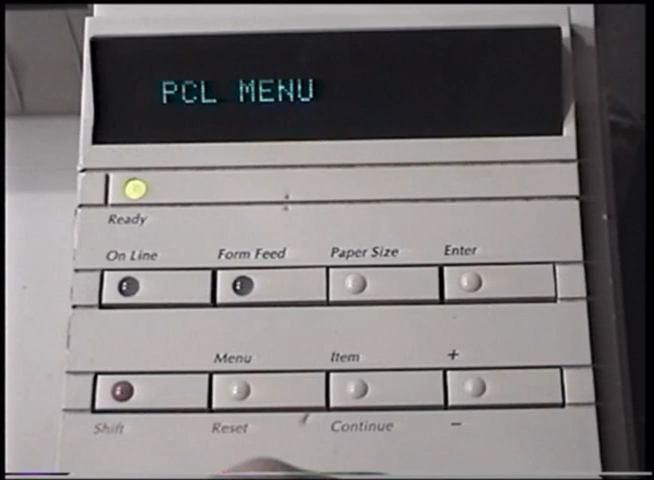 PCL MENU
Ready
On Line Form Feed Paper Size Enter
Menu Item +
Shift Reset Continue −